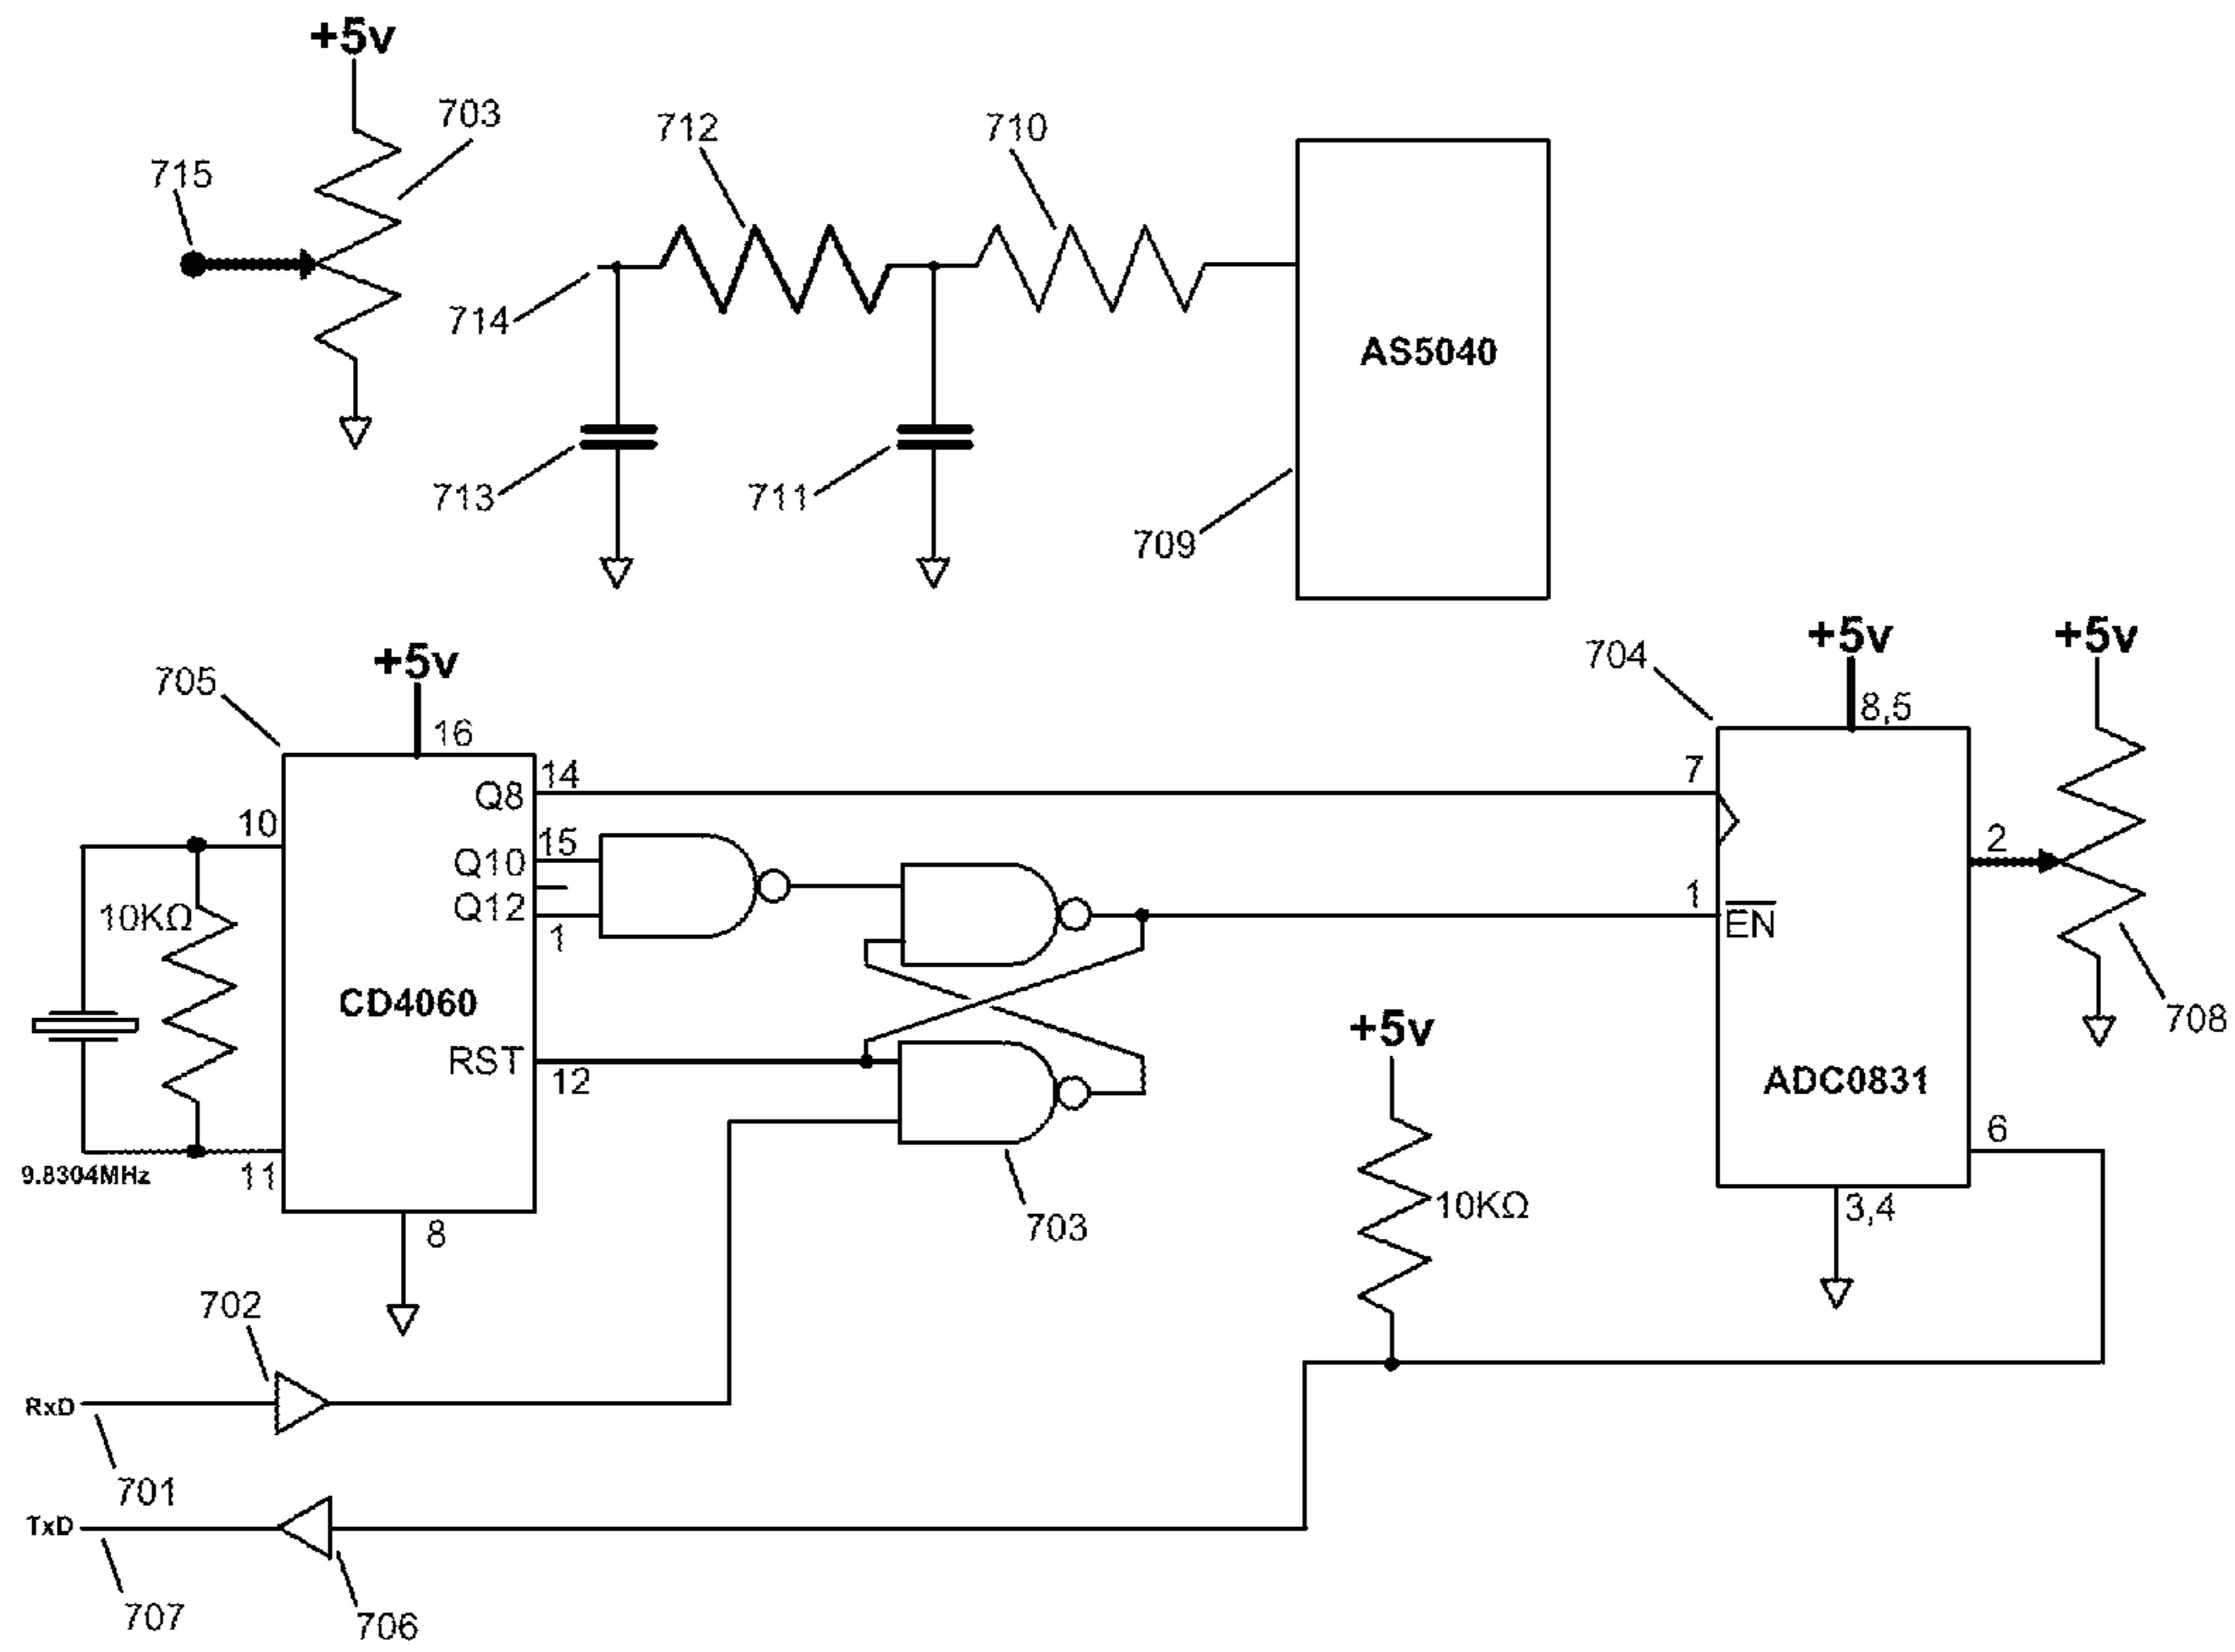 +5v
703
712
710
715
714
AS5040
713
711
709
+5v
+5v
+5v
704
705
8,5
16
14
7
Q8
10
15
Q10
2
Q12
1
1
EN
10KΩ
CD4060
+5v
708
RST
12
ADC0831
6
9.8304MHz
11
703
10KΩ
3,4
8
702
RxD
701
TxD
707
706